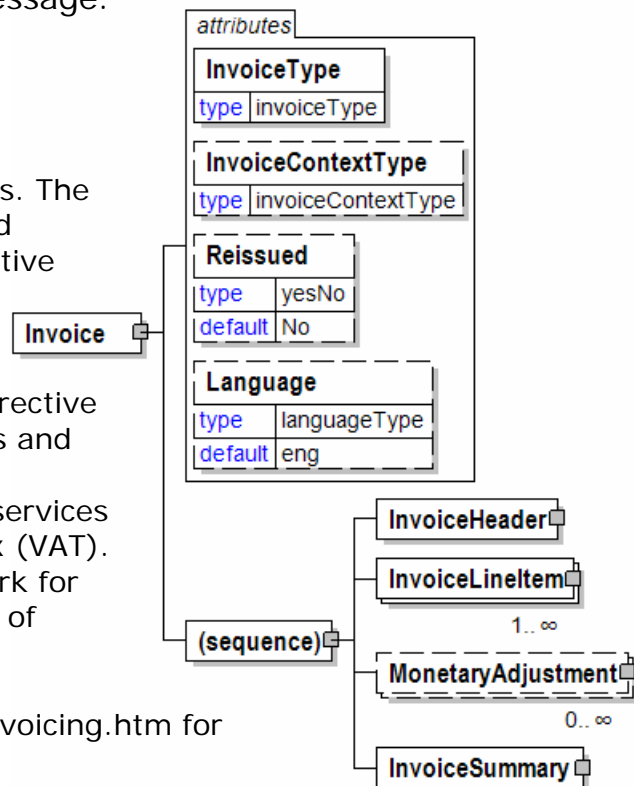 essage.
s. The
d
tive
rective
s and
services
x (VAT).
rk for
of
voicing.htm for
attributes
InvoiceType
type invoiceType
InvoiceContextType
type invoiceContextType
Reissued
type yesNo
default No
Language
type languageType
default eng
Invoice
(sequence)
InvoiceHeader
InvoiceLineItem
1.. ∞
MonetaryAdjustment
0.. ∞
InvoiceSummary